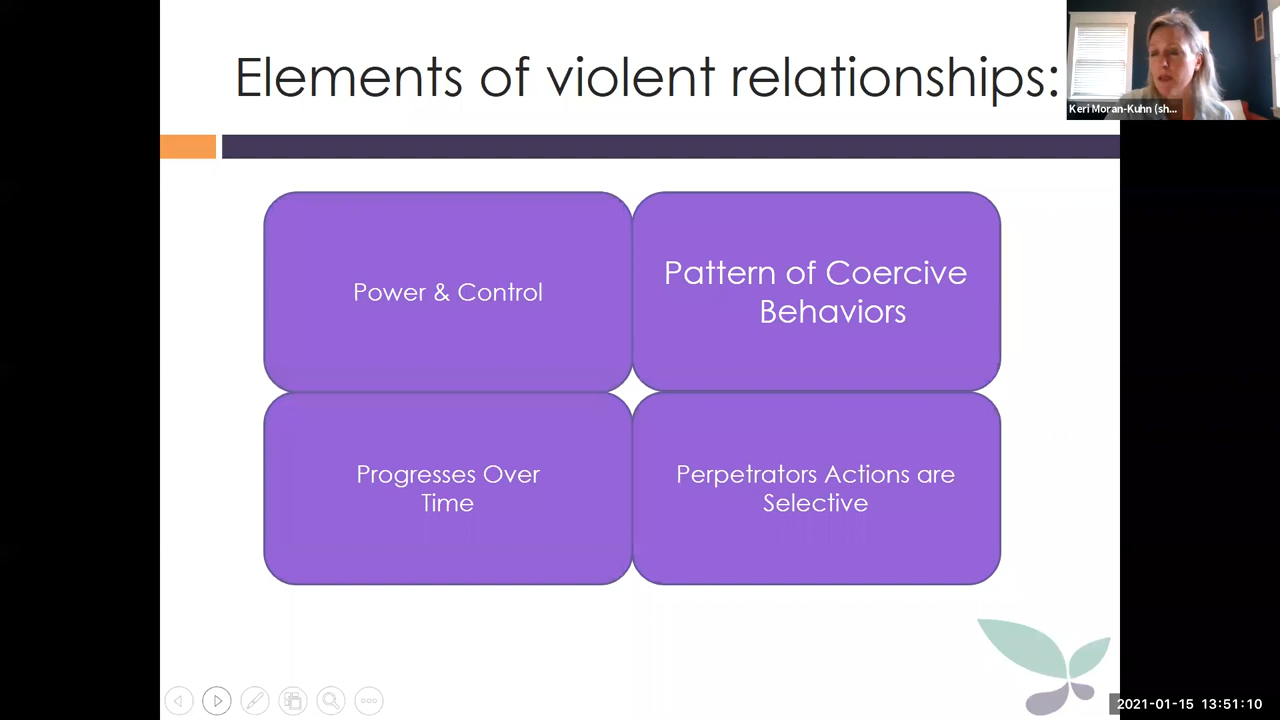 Elements of violent relationships:
Keri Moran-Kuhn (sh...
Power & Control
Pattern of Coercive
Behaviors
Progresses Over
Time
Perpetrators Actions are
Selective
2021-01-15 13:51:10